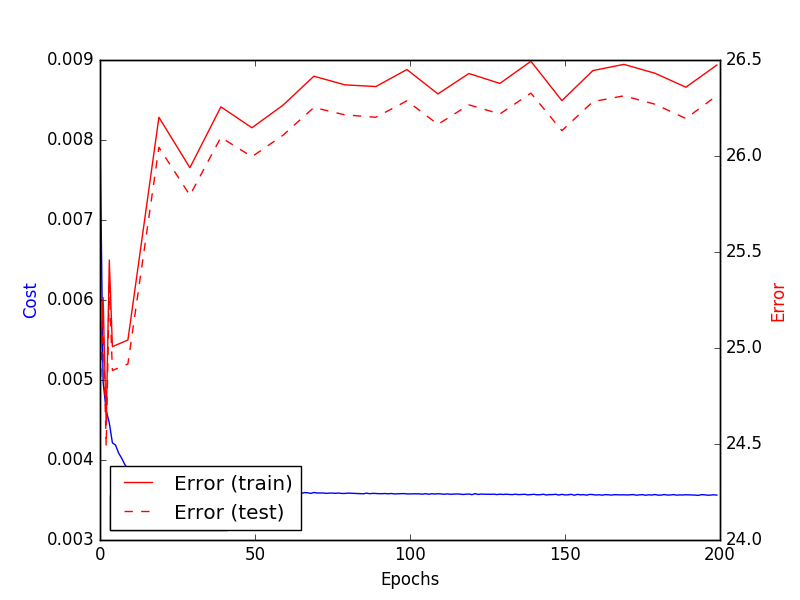 0.009
0.008
0.007
0.006
0.005
0.004
0.003
Cost
26.5
26.0
25.5
25.0
24.5
24.0
Error
Error (train)
Error (test)
0 50 100 150 200
Epochs